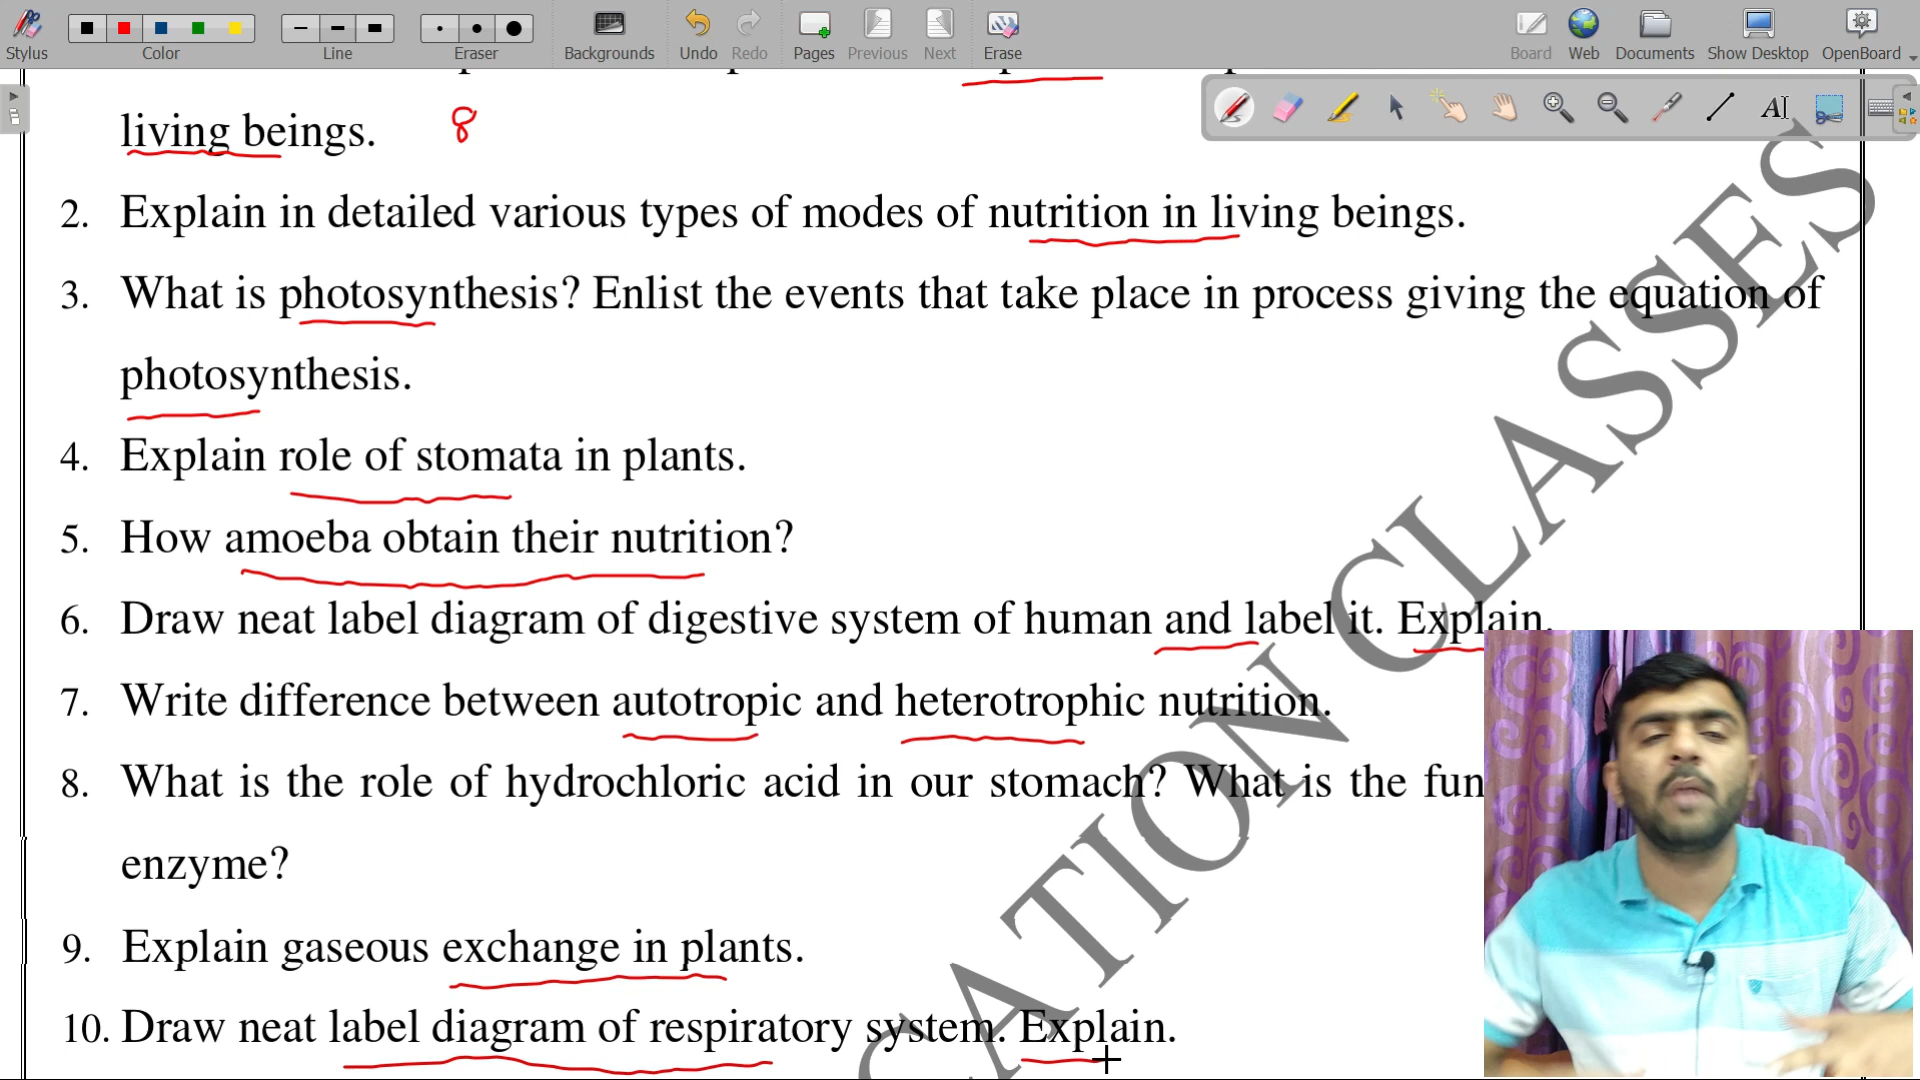 Stylus Color Line Eraser Backgrounds Undo Redo Pages Previous Next Erase Board Web Documents Show Desktop OpenBoard
living beings. 8
2. Explain in detailed various types of modes of nutrition in living beings.
3. What is photosynthesis? Enlist the events that take place in process giving the equation of
photosynthesis.
4. Explain role of stomata in plants.
5. How amoeba obtain their nutrition?
6. Draw neat label diagram of digestive system of human and label it. Explain.
7. Write difference between autotropic and heterotrophic nutrition.
8. What is the role of hydrochloric acid in our stomach? What is the fun
enzyme?
9. Explain gaseous exchange in plants.
10. Draw neat label diagram of respiratory system. Explain.
CATION CLASSES